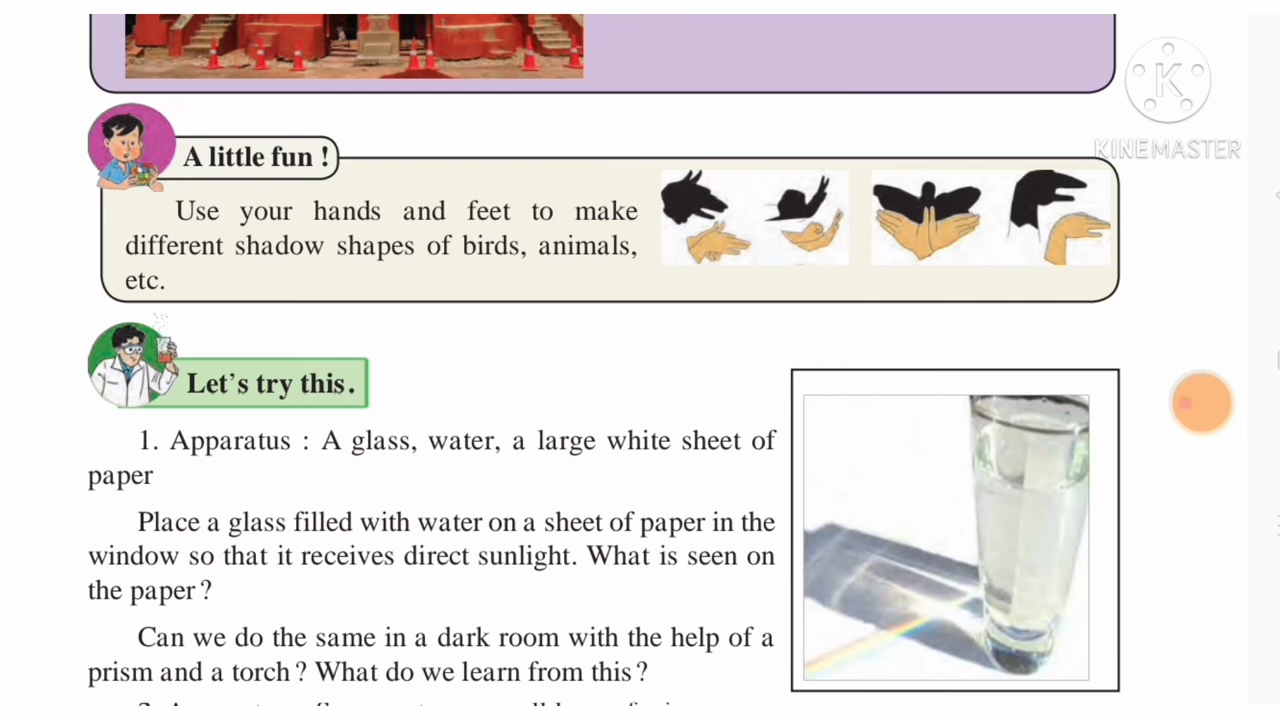 KINEMASTER
A little fun !
Use your hands and feet to make
different shadow shapes of birds, animals,
etc.
Let's try this.
1. Apparatus : A glass, water, a large white sheet of
paper
Place a glass filled with water on a sheet of paper in the
window so that it receives direct sunlight. What is seen on
the paper ?
Can we do the same in a dark room with the help of a
prism and a torch ? What do we learn from this ?